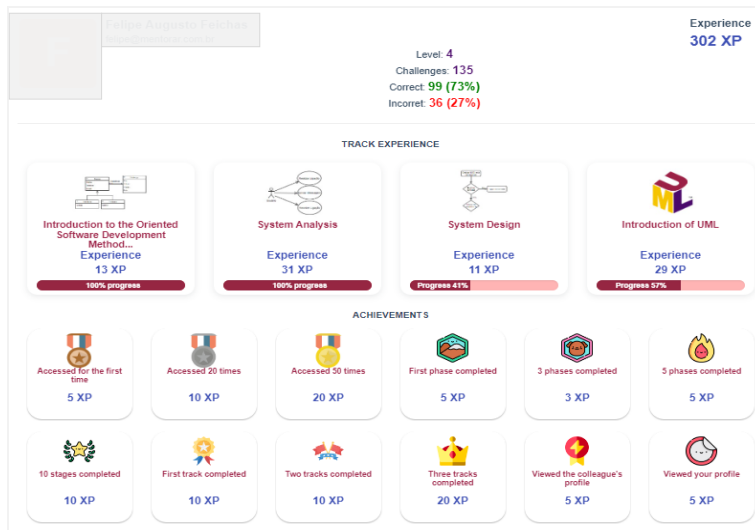 Felipe Augusto Foichas
Experience
302 XP
Level: 4
Challenges: 135
Correct: 99 (73%)
Incorret: 36 (27%)
TRACK EXPERIENCE
Introduction to the Oriented
Software Development
Method...
Experience
13 XP
100% progress
System Analysis
Experience
31 XP
100% progress
System Design
Experience
11 XP
Progress 41%
UML
Introduction of UML
Experience
29 XP
Progress 57%
ACHIEVEMENTS
Accessed for the first
time
5 XP
Accessed 20 times
10 XP
Accessed 50 times
20 XP
First phase completed
5 XP
3 phases completed
3 XP
5 phases completed
5 XP
10 stages completed
10 XP
First track completed
10 XP
Two tracks completed
10 XP
Three tracks
completed
20 XP
Viewed the colleague's
profile
5 XP
Viewed your profile
5 XP